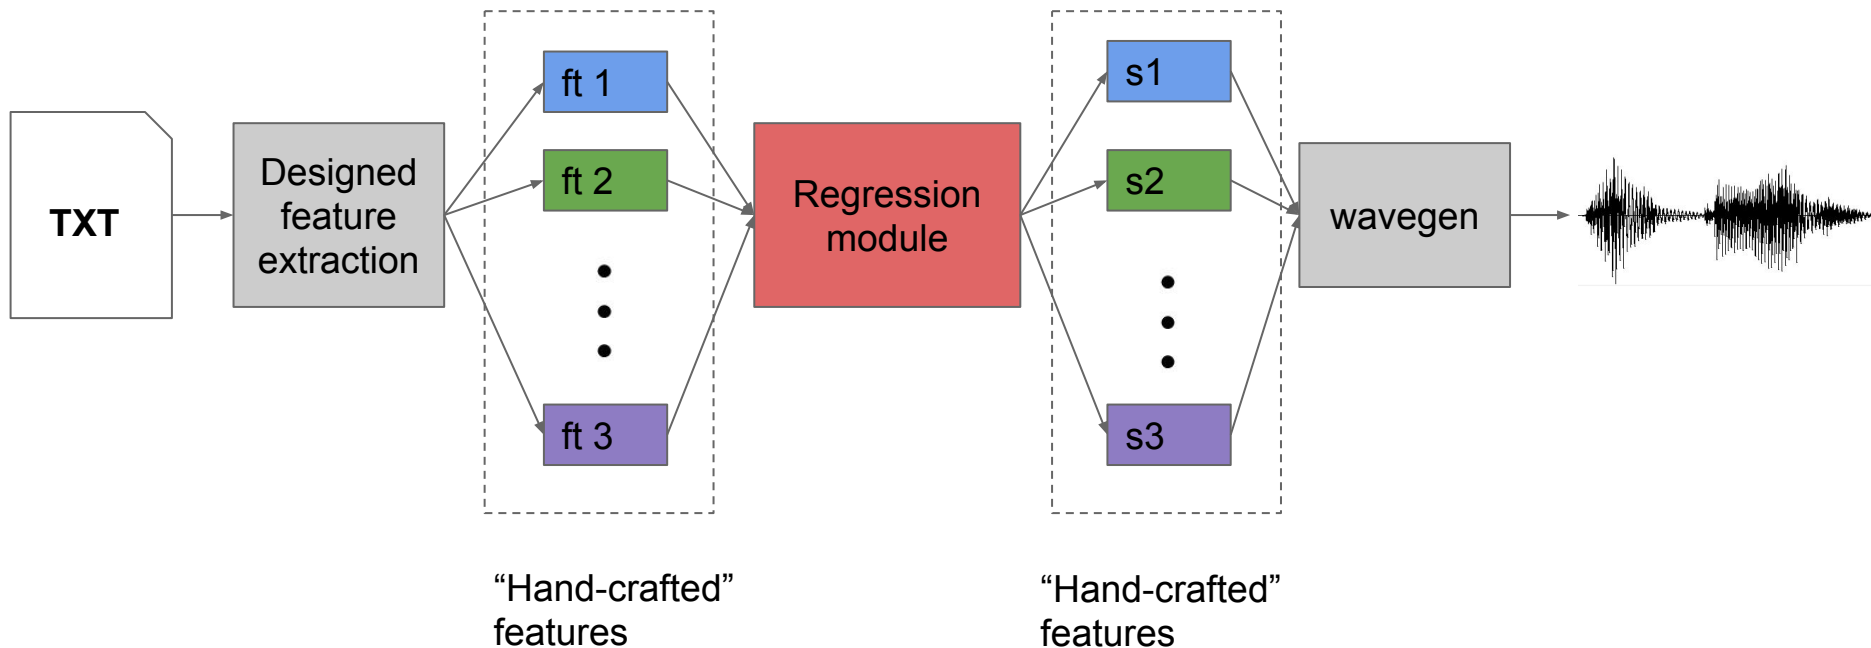 TXT
Designed
feature
extraction
ft 1
ft 2
ft 3
“Hand-crafted”
features
Regression
module
s1
s2
s3
“Hand-crafted”
features
wavegen